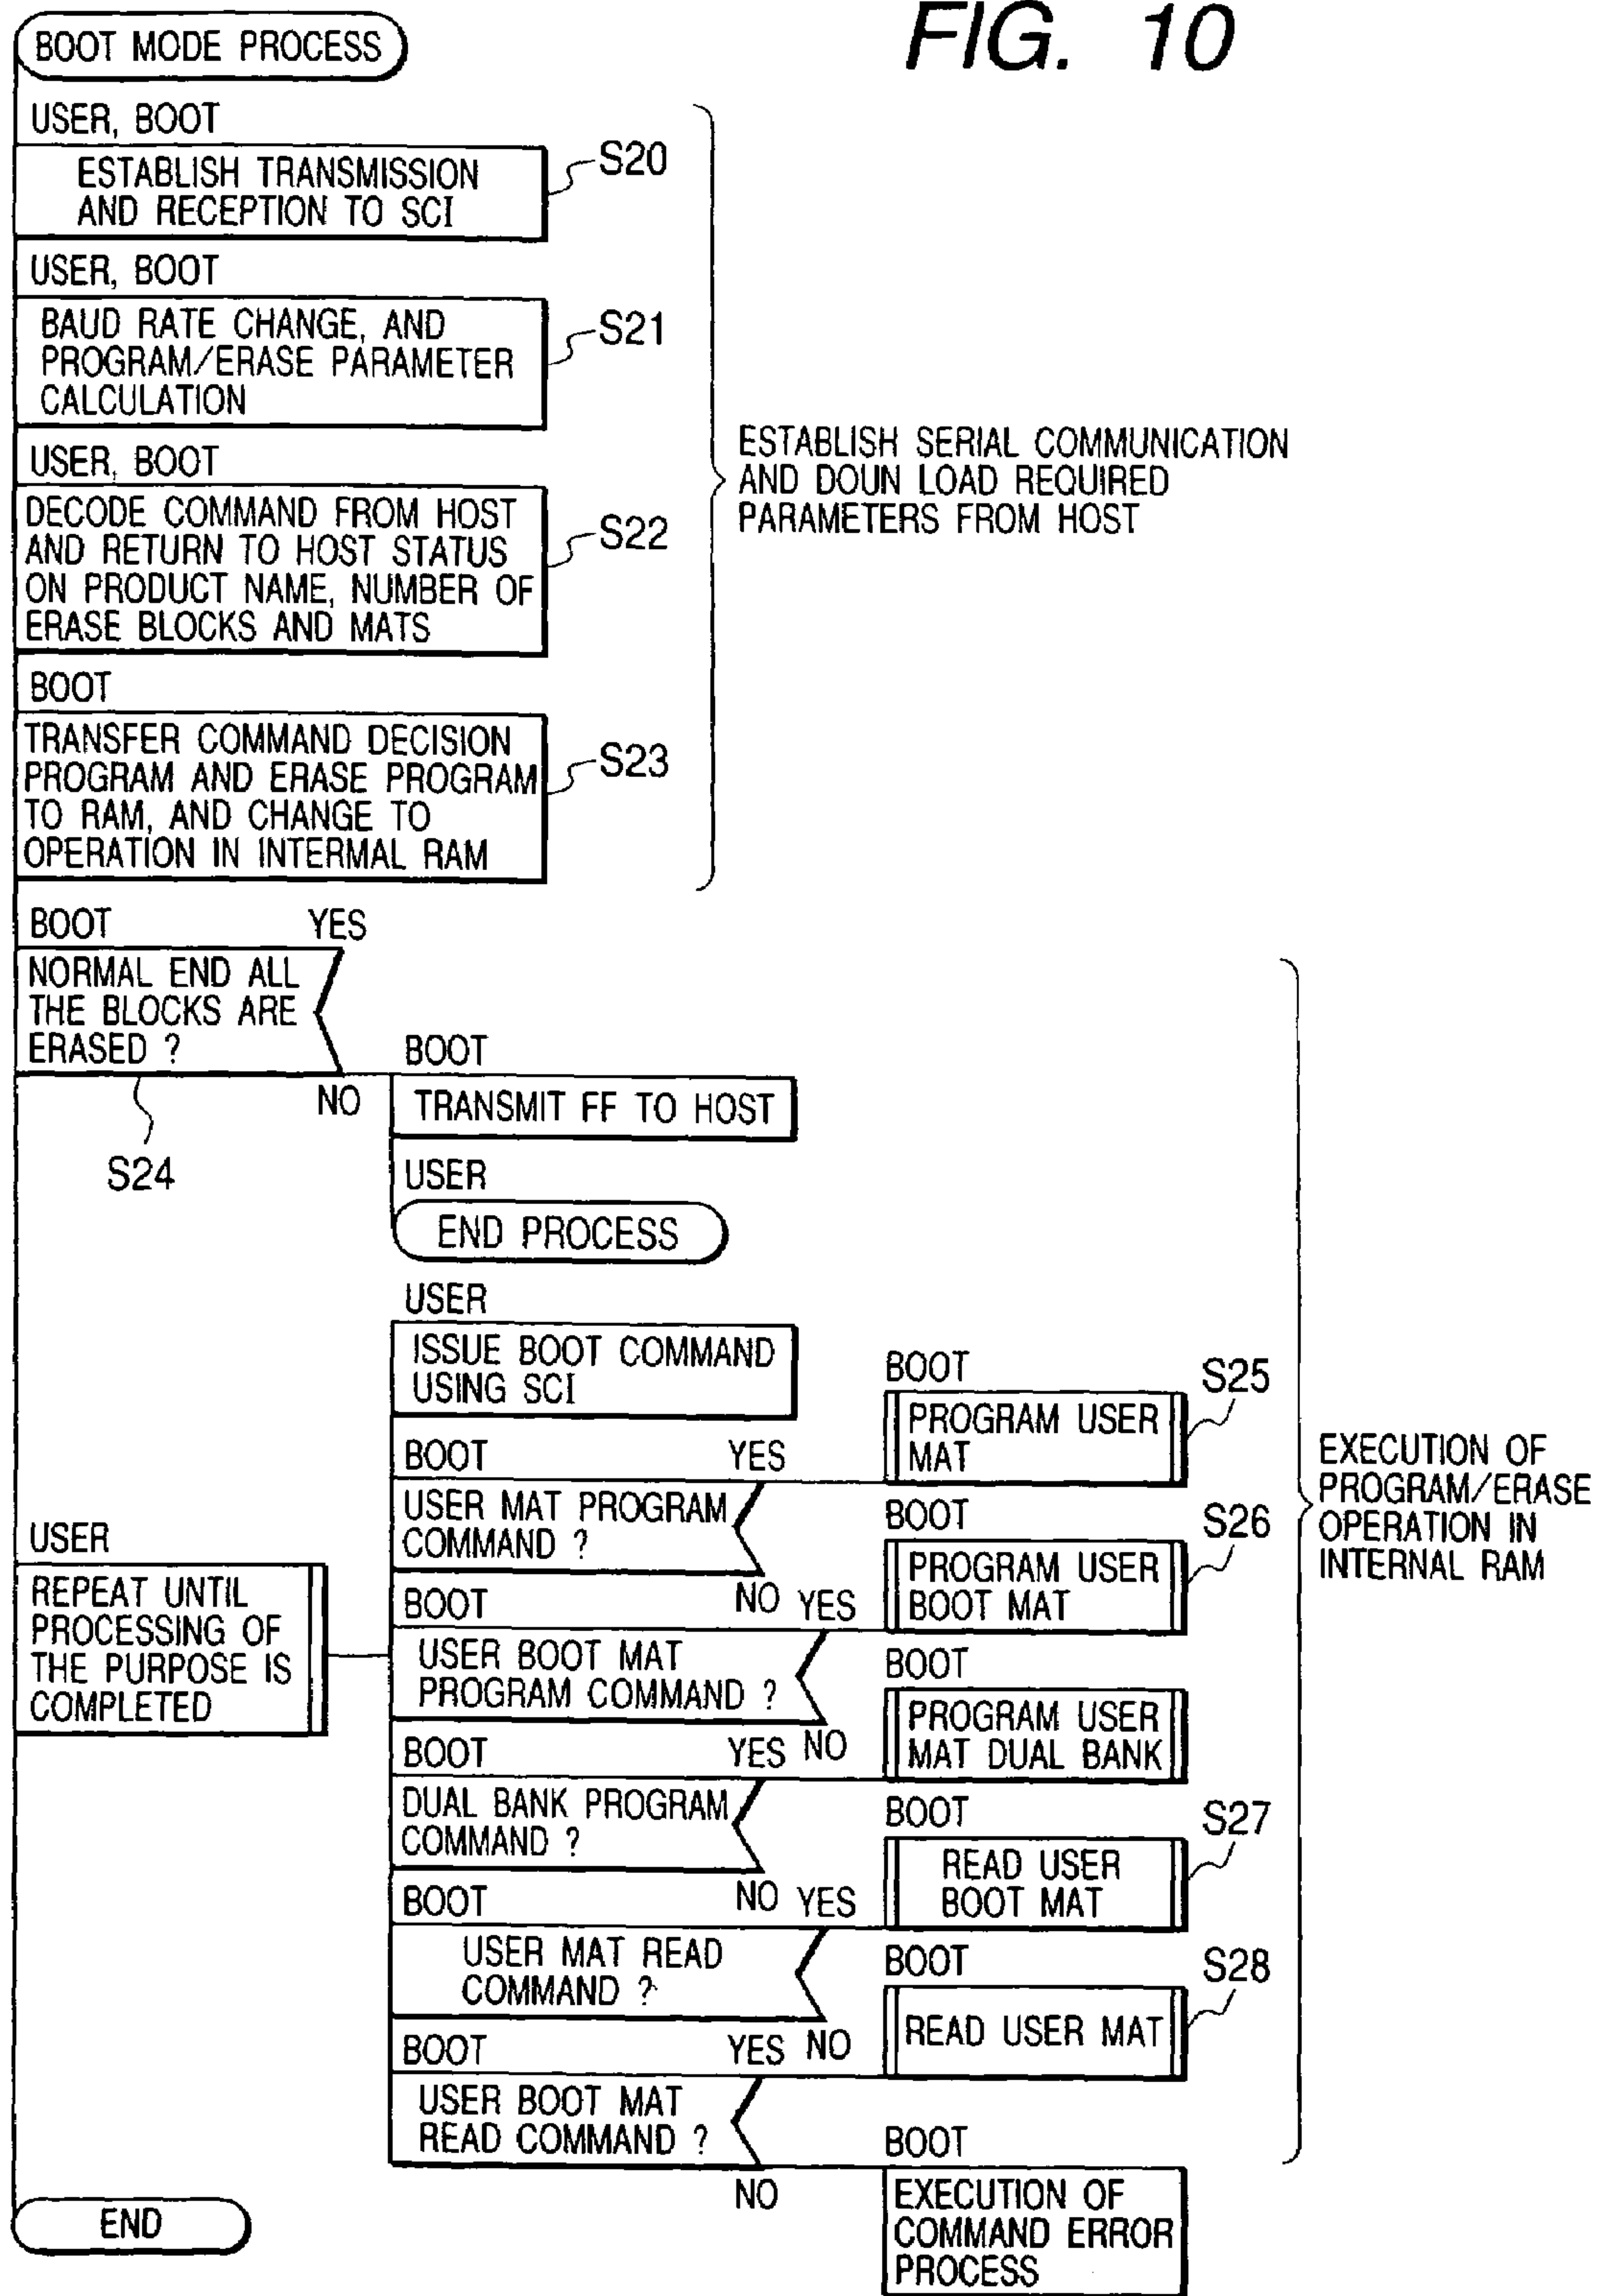 FIG. 10
BOOT MODE PROCESS
USER, BOOT
ESTABLISH TRANSMISSION
AND RECEPTION TO SCI
S20
USER, BOOT
BAUD RATE CHANGE, AND
PROGRAM/ERASE PARAMETER
CALCULATION
S21
USER, BOOT
DECODE COMMAND FROM HOST
AND RETURN TO HOST STATUS
ON PRODUCT NAME, NUMBER OF
ERASE BLOCKS AND MATS
S22
BOOT
TRANSFER COMMAND DECISION
PROGRAM AND ERASE PROGRAM
TO RAM, AND CHANGE TO
OPERATION IN INTERMAL RAM
S23
ESTABLISH SERIAL COMMUNICATION
AND DOUN LOAD REQUIRED
PARAMETERS FROM HOST
BOOT YES
NORMAL END ALL
THE BLOCKS ARE
ERASED ?
NO
S24
BOOT
TRANSMIT FF TO HOST
USER
END PROCESS
USER
REPEAT UNTIL
PROCESSING OF
THE PURPOSE IS
COMPLETED
USER
ISSUE BOOT COMMAND
USING SCI
BOOT YES
USER MAT PROGRAM
COMMAND ?
NO
BOOT
PROGRAM USER
MAT
S25
BOOT YES
USER BOOT MAT
PROGRAM COMMAND ?
NO
BOOT
PROGRAM USER
BOOT MAT
S26
BOOT YES
DUAL BANK PROGRAM
COMMAND ?
NO
BOOT
PROGRAM USER
MAT DUAL BANK
BOOT YES
USER MAT READ
COMMAND ?
NO
BOOT
READ USER
BOOT MAT
S27
BOOT YES
USER BOOT MAT
READ COMMAND ?
NO
BOOT
READ USER MAT
S28
BOOT
EXECUTION OF
COMMAND ERROR
PROCESS
EXECUTION OF
PROGRAM/ERASE
OPERATION IN
INTERNAL RAM
END